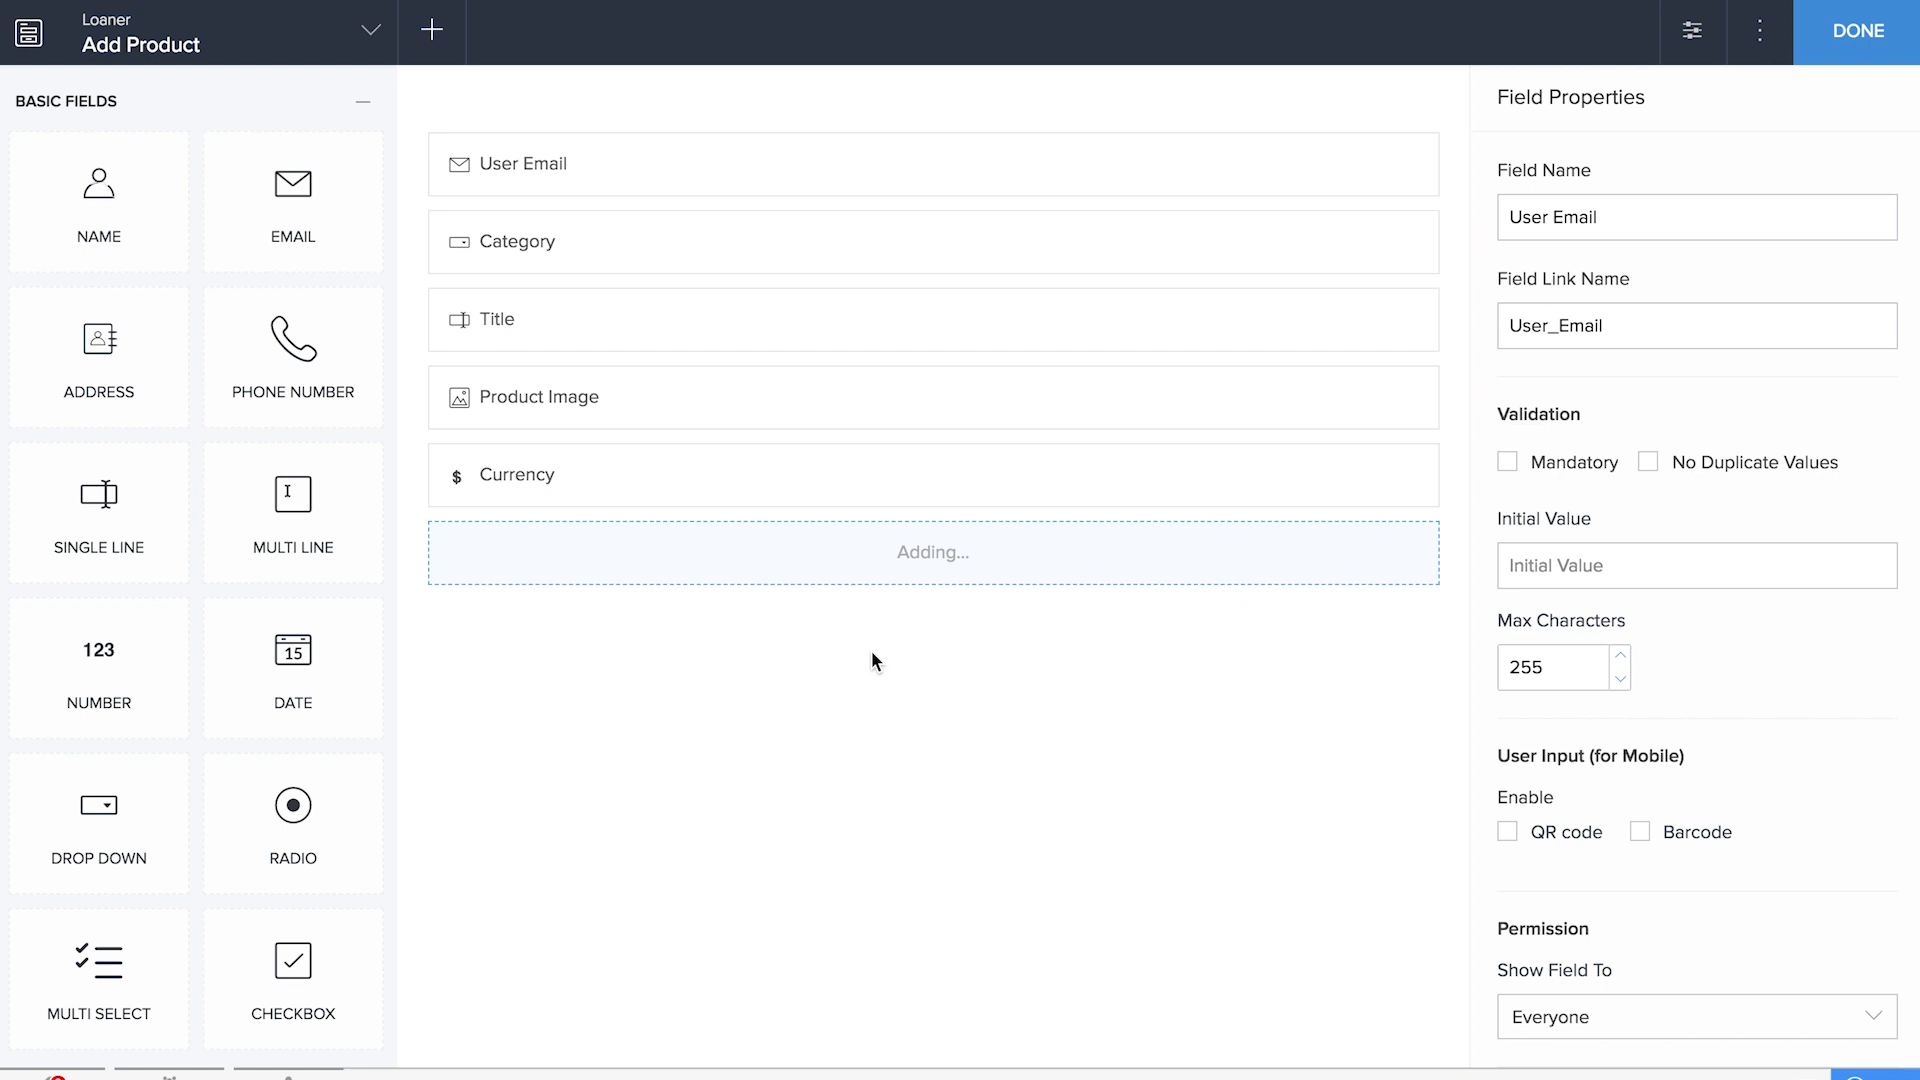 Loaner
Add Product
DONE
BASIC FIELDS
NAME
EMAIL
ADDRESS
PHONE NUMBER
SINGLE LINE
MULTI LINE
123
NUMBER
15
DATE
DROP DOWN
RADIO
MULTI SELECT
CHECKBOX
User Email
Category
Title
Product Image
$ Currency
Adding...
Field Properties
Field Name
User Email
Field Link Name
User_Email
Validation
Mandatory
No Duplicate Values
Initial Value
Initial Value
Max Characters
255
User Input (for Mobile)
Enable
QR code
Barcode
Permission
Show Field To
Everyone